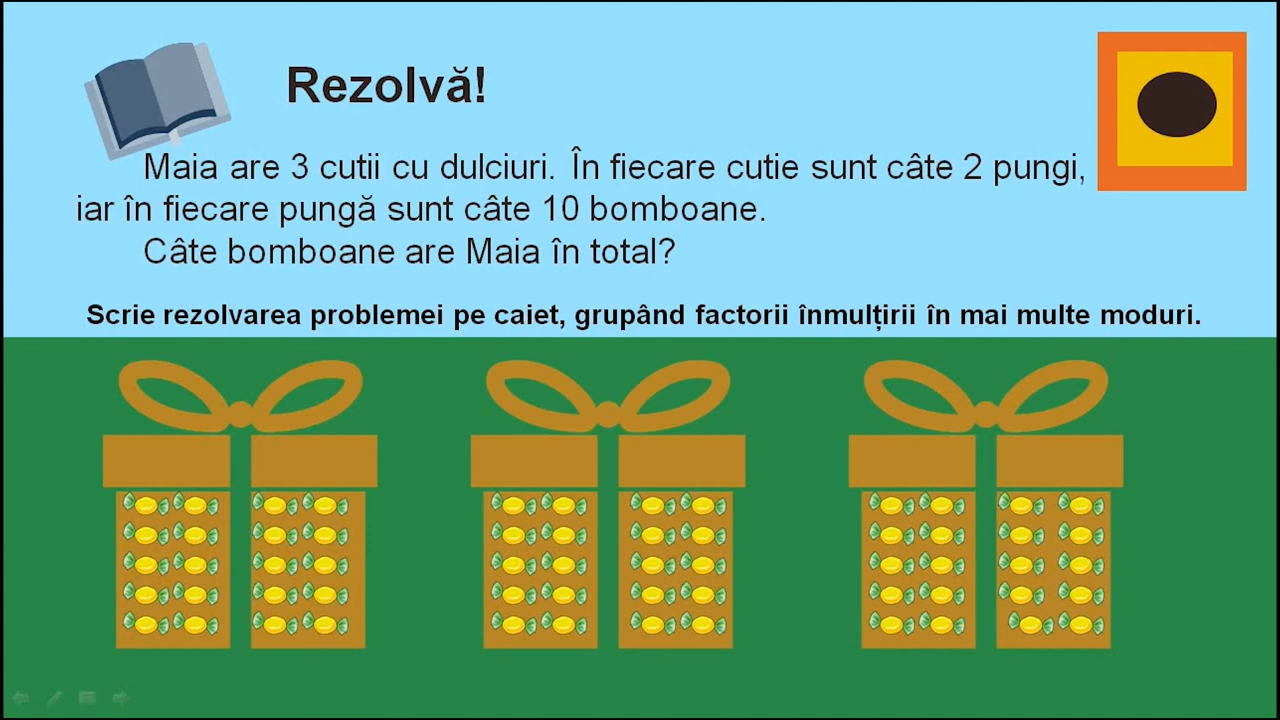 Rezolvă!
Maia are 3 cutii cu dulciuri. În fiecare cutie sunt câte 2 pungi,
iar în fiecare pungă sunt câte 10 bomboane.
Câte bomboane are Maia în total?
Scrie rezolvarea problemei pe caiet, grupând factorii înmulțirii în mai multe moduri.